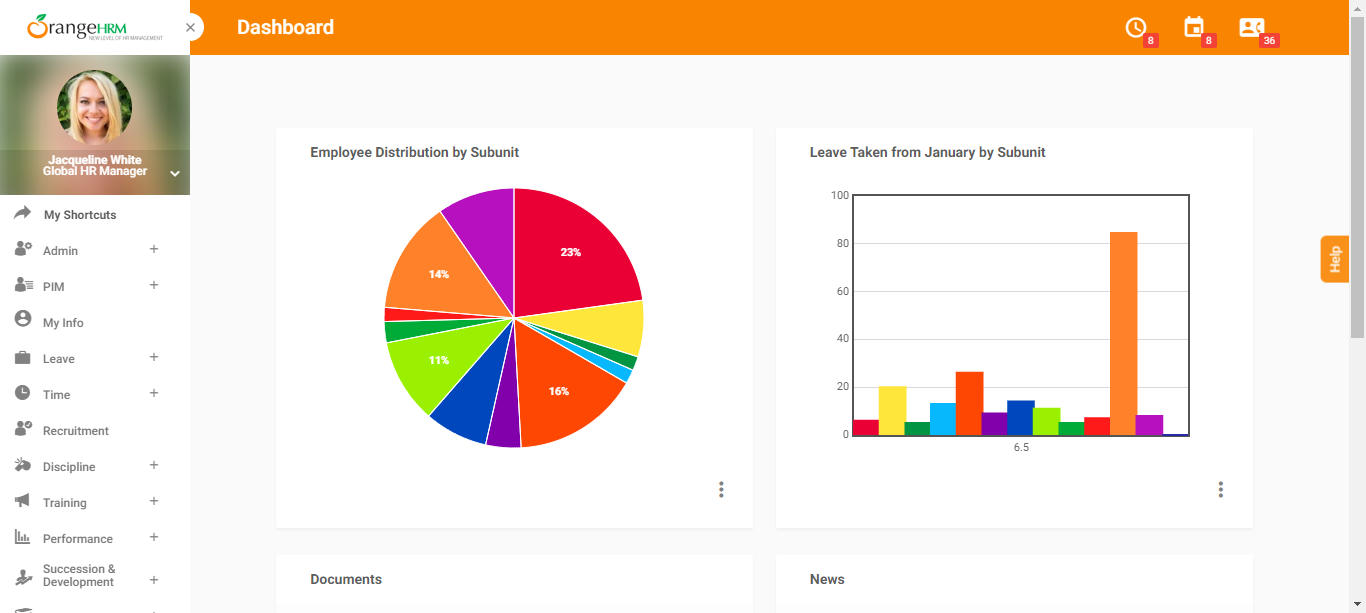 OrangeHRM
NEW LEVEL OF HR MANAGEMENT
Dashboard
8
8
36
Jacqueline White
Global HR Manager
My Shortcuts
Admin +
PIM +
My Info
Leave +
Time +
Recruitment
Discipline +
Training +
Performance +
Succession &
Development +
Employee Distribution by Subunit
23%
14%
11%
16%
Leave Taken from January by Subunit
100
80
60
40
20
0
6.5
Help
Documents
News